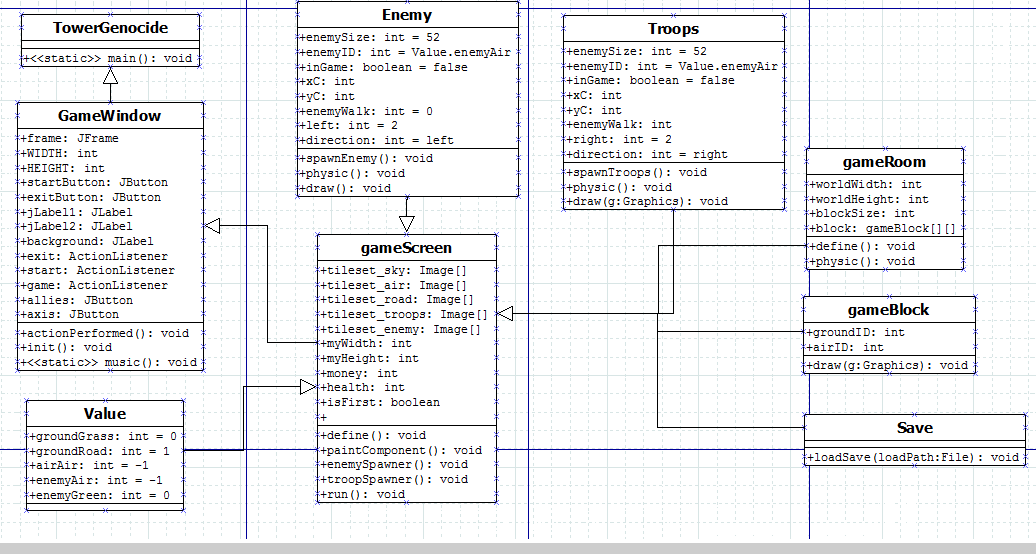 TowerGenocide
+<<static>> main(): void
GameWindow
+frame: JFrame
+WIDTH: int
+HEIGHT: int
+startButton: JButton
+exitButton: JButton
+jLabel1: JLabel
+jLabel2: JLabel
+background: JLabel
+exit: ActionListener
+start: ActionListener
+game: ActionListener
+allies: JButton
+axis: JButton
+actionPerformed(): void
+init(): void
+<<static>> music(): void
Value
+groundGrass: int = 0
+groundRoad: int = 1
+airAir: int = -1
+enemyAir: int = -1
+enemyGreen: int = 0
Enemy
+enemySize: int = 52
+enemyID: int = Value.enemyAir
+inGame: boolean = false
+xC: int
+yC: int
+enemyWalk: int = 0
+left: int = 2
+direction: int = left
+spawnEnemy(): void
+physic(): void
+draw(): void
gameScreen
+tileset_sky: Image[]
+tileset_air: Image[]
+tileset_road: Image[]
+tileset_troops: Image[]
+tileset_enemy: Image[]
+myWidth: int
+myHeight: int
+money: int
+health: int
+isFirst: boolean
+
+define(): void
+paintComponent(): void
+enemySpawner(): void
+troopSpawner(): void
+run(): void
Troops
+enemySize: int = 52
+enemyID: int = Value.enemyAir
+inGame: boolean = false
+xC: int
+yC: int
+enemyWalk: int
+right: int = 2
+direction: int = right
+spawnTroops(): void
+physic(): void
+draw(g:Graphics): void
gameRoom
+worldWidth: int
+worldHeight: int
+blockSize: int
+block: gameBlock[][]
+define(): void
+physic(): void
gameBlock
+groundID: int
+airID: int
+draw(g:Graphics): void
Save
+loadSave(loadPath:File): void